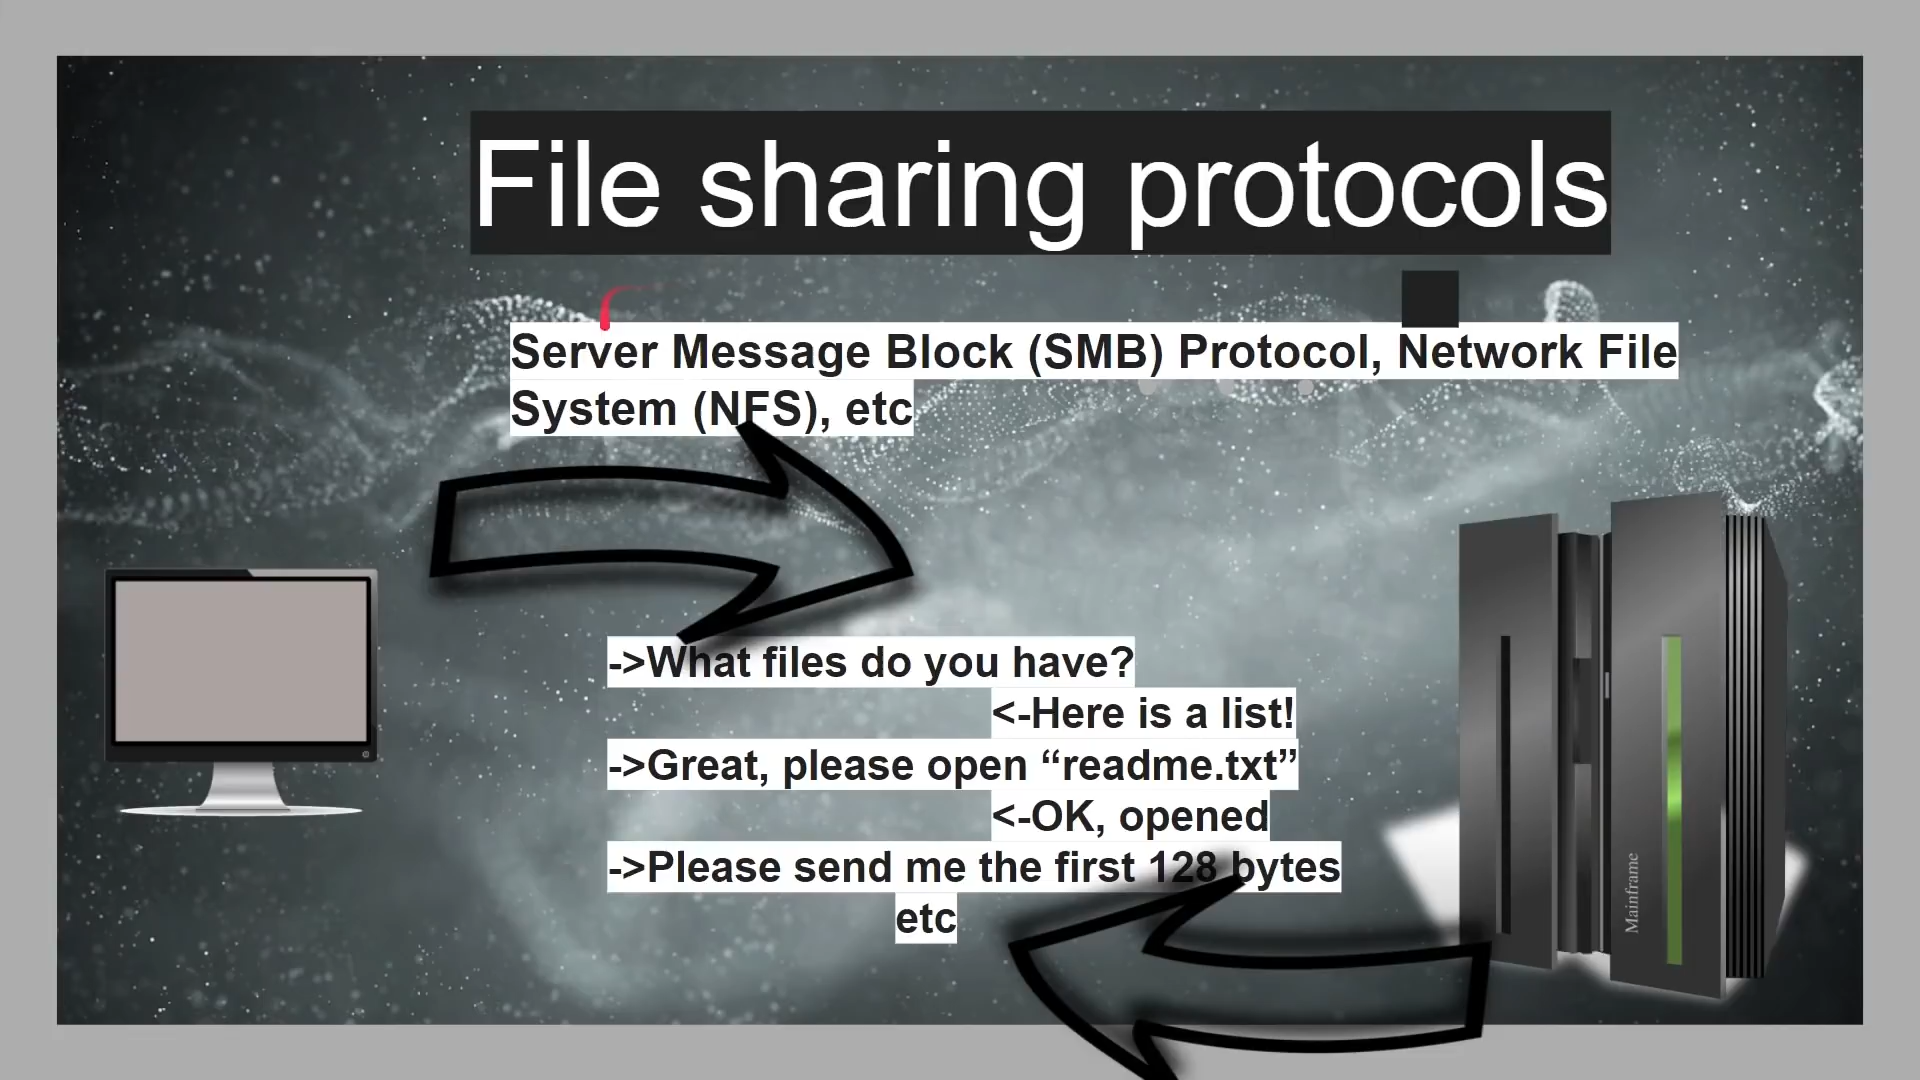 File sharing protocols
Server Message Block (SMB) Protocol, Network File
System (NFS), etc
->What files do you have?
<-Here is a list!
->Great, please open “readme.txt”
<-OK, opened
->Please send me the first 128 bytes
etc
Mainframe